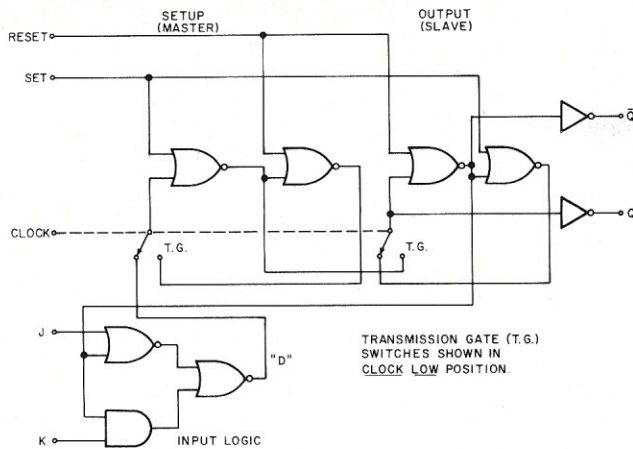 SETUP
(MASTER)
OUTPUT
(SLAVE)
RESET
SET
Q̅
Q
CLOCK
T.G.
T.G.
J
"D"
TRANSMISSION GATE (T.G.)
SWITCHES SHOWN IN
CLOCK LOW POSITION.
K
INPUT LOGIC